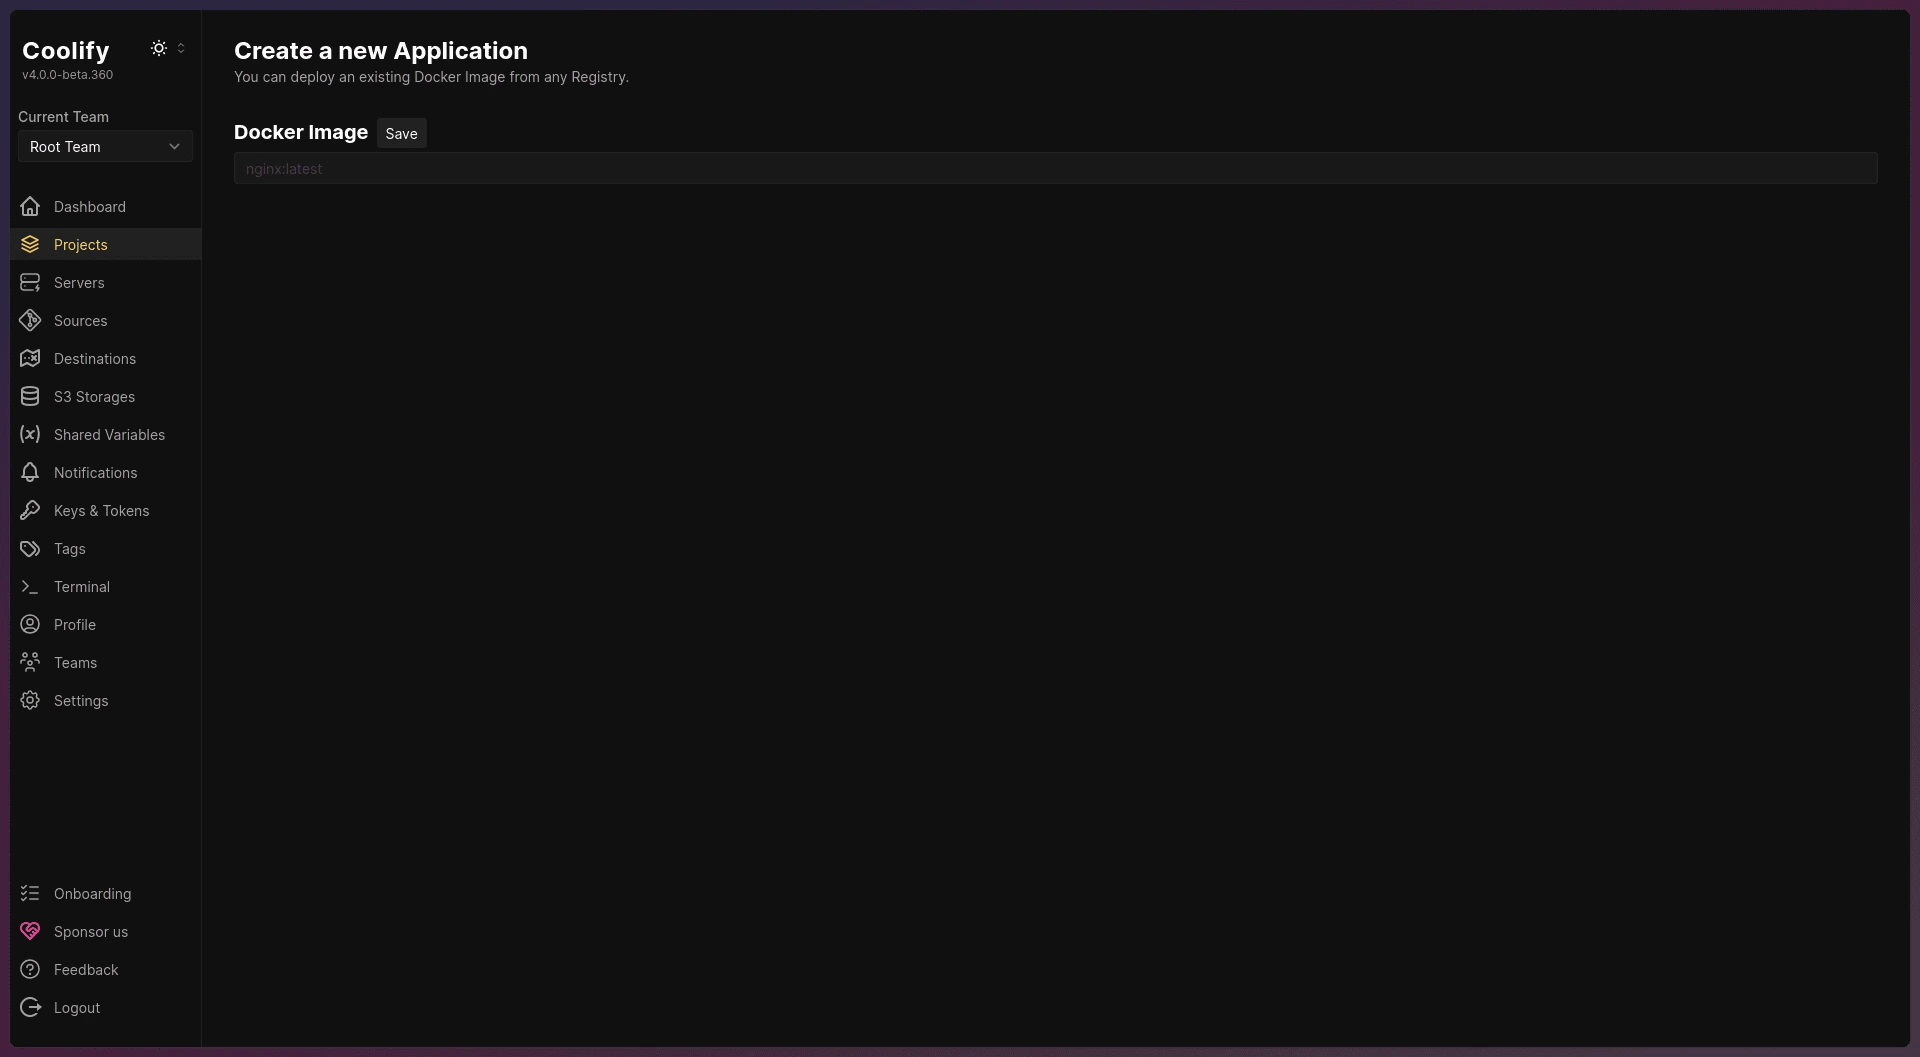 Coolify
v4.0.0-beta.360
Current Team
Root Team
Dashboard
Projects
Servers
Sources
Destinations
S3 Storages
Shared Variables
Notifications
Keys & Tokens
Tags
Terminal
Profile
Teams
Settings
Onboarding
Sponsor us
Feedback
Logout
Create a new Application
You can deploy an existing Docker Image from any Registry.
Docker Image Save
nginx:latest